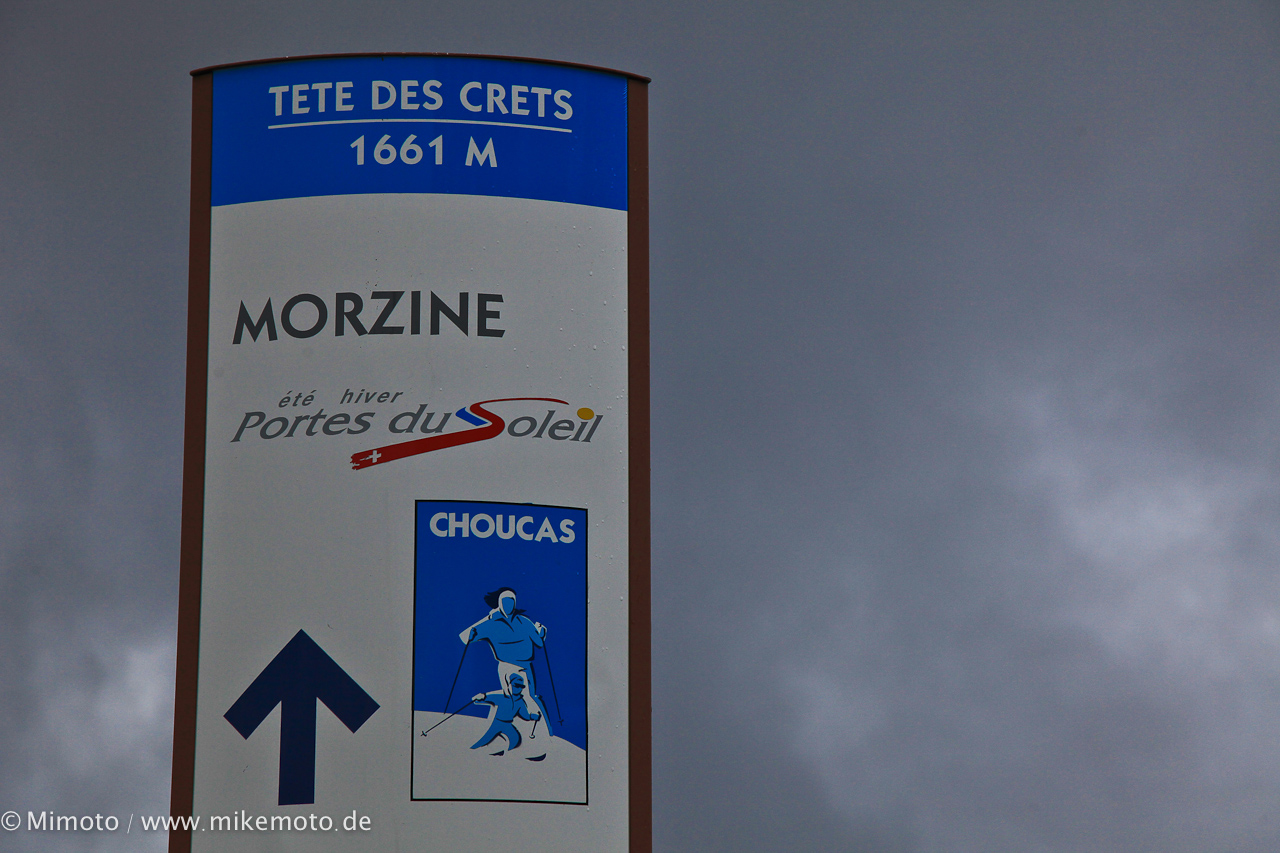 TETE DES CRETS
1661 M
MORZINE
été hiver
Portes du Soleil
CHOUCAS
© Mimoto / www.mikemoto.de